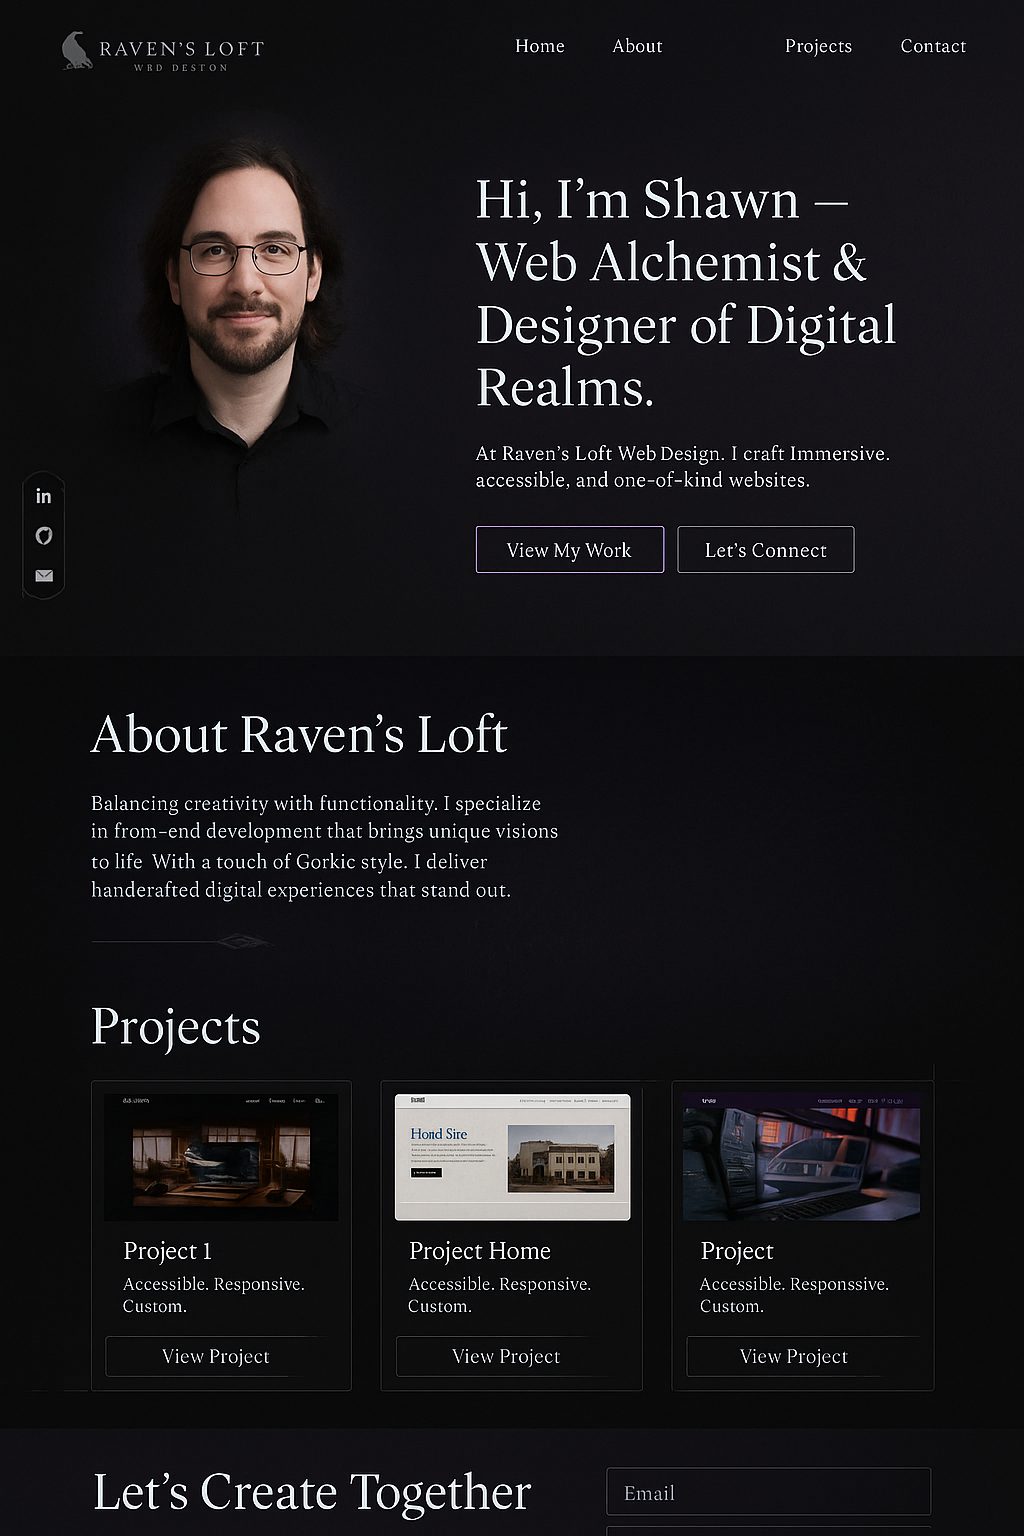 RAVEN'S LOFT
WRD DESTON
Home About Projects Contact
Hi, I'm Shawn —
Web Alchemist &
Designer of Digital
Realms.
At Raven's Loft Web Design. I craft Immersive.
accessible, and one-of-kind websites.
View My Work Let's Connect
in
About Raven's Loft
Balancing creativity with functionality. I specialize
in from-end development that brings unique visions
to life With a touch of Gorkic style. I deliver
handerafted digital experiences that stand out.
Projects
Hond Sire
Project 1
Accessible. Responsive.
Custom.
View Project
Project Home
Accessible. Responsive.
Custom.
View Project
Project
Accessible. Responssive.
Custom.
View Project
Let's Create Together
Email